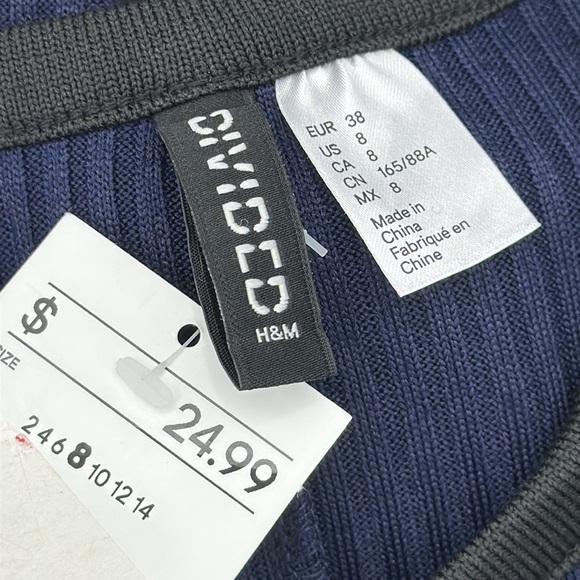 DIVIDED
H&M
EUR 38
US 8
CA 8
CN 165/88A
MX 8
Made in
China
Fabriqué en
Chine
$
24.99
SIZE
2 4 6 8 10 12 14